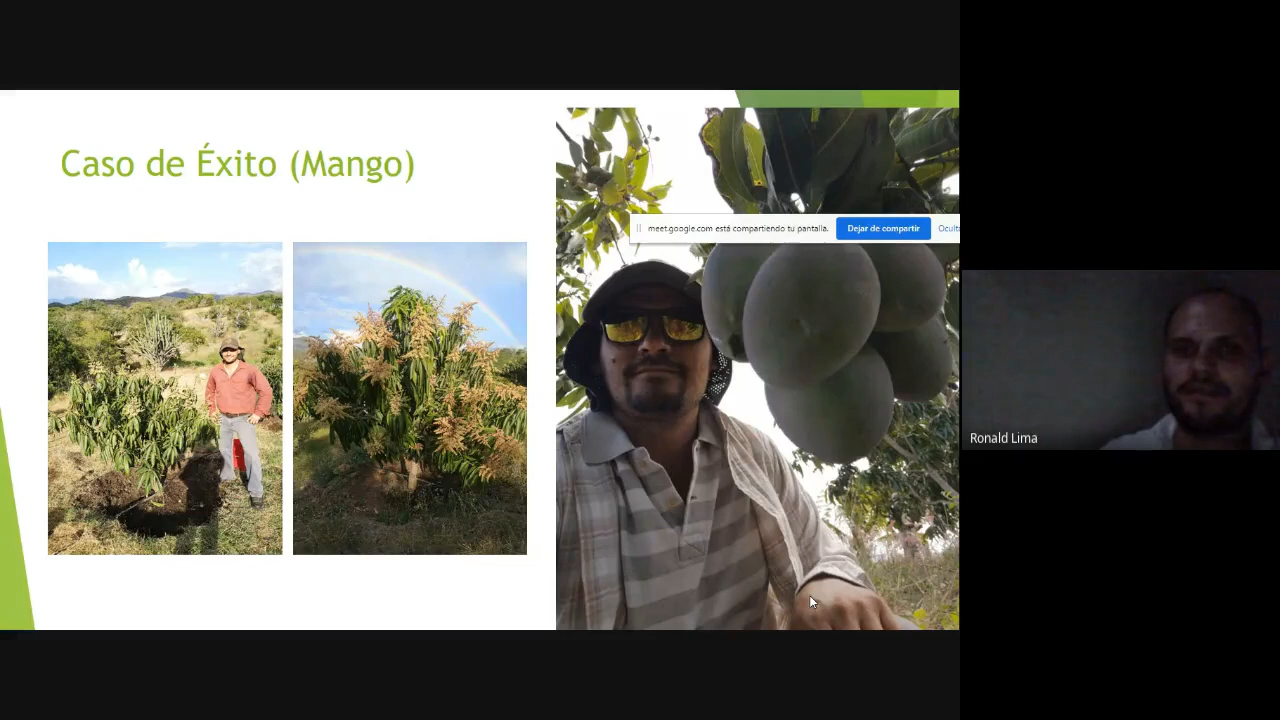 Caso de Éxito (Mango)
meet.google.com está compartiendo tu pantalla.
Dejar de compartir
Ronald Lima